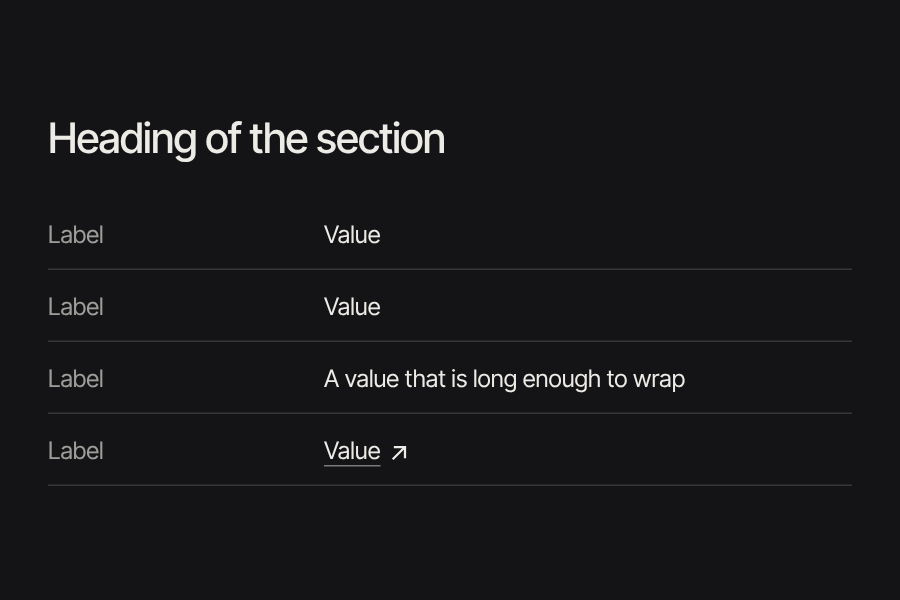 Heading of the section
Label Value
Label Value
Label A value that is long enough to wrap
Label Value ↗